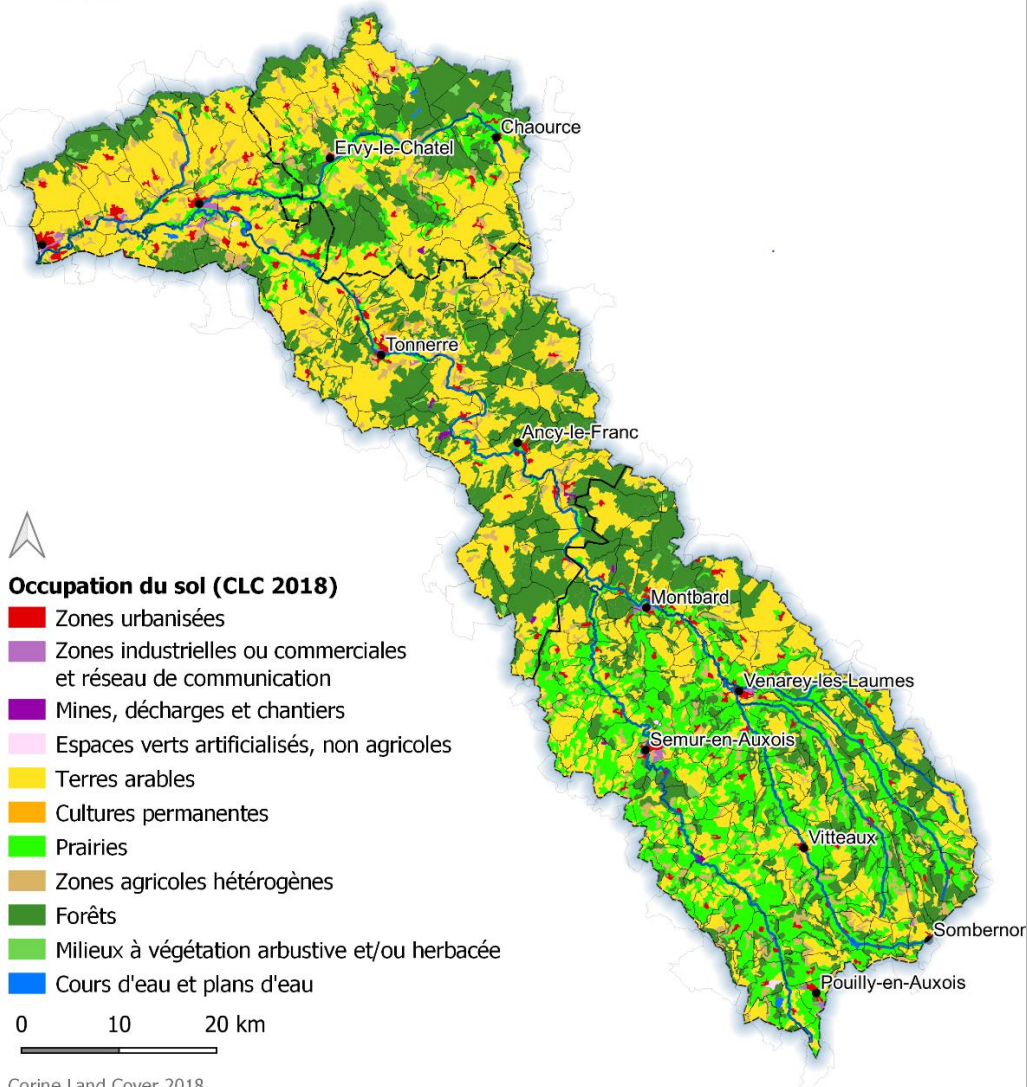 Chaource
Ervy-le-Chatel
Tonnerre
Ancy-le-Franc
Occupation du sol (CLC 2018)
Zones urbanisées
Zones industrielles ou commerciales
et réseau de communication
Mines, décharges et chantiers
Espaces verts artificialisés, non agricoles
Terres arables
Cultures permanentes
Prairies
Zones agricoles hétérogènes
Forêts
Milieux à végétation arbustive et/ou herbacée
Cours d'eau et plans d'eau
0 10 20 km
Montbard
Venarey-les-Laumes
Semur-en-Auxois
Vitteaux
Sombernon
Pouilly-en-Auxois
Corine Land Cover 2018